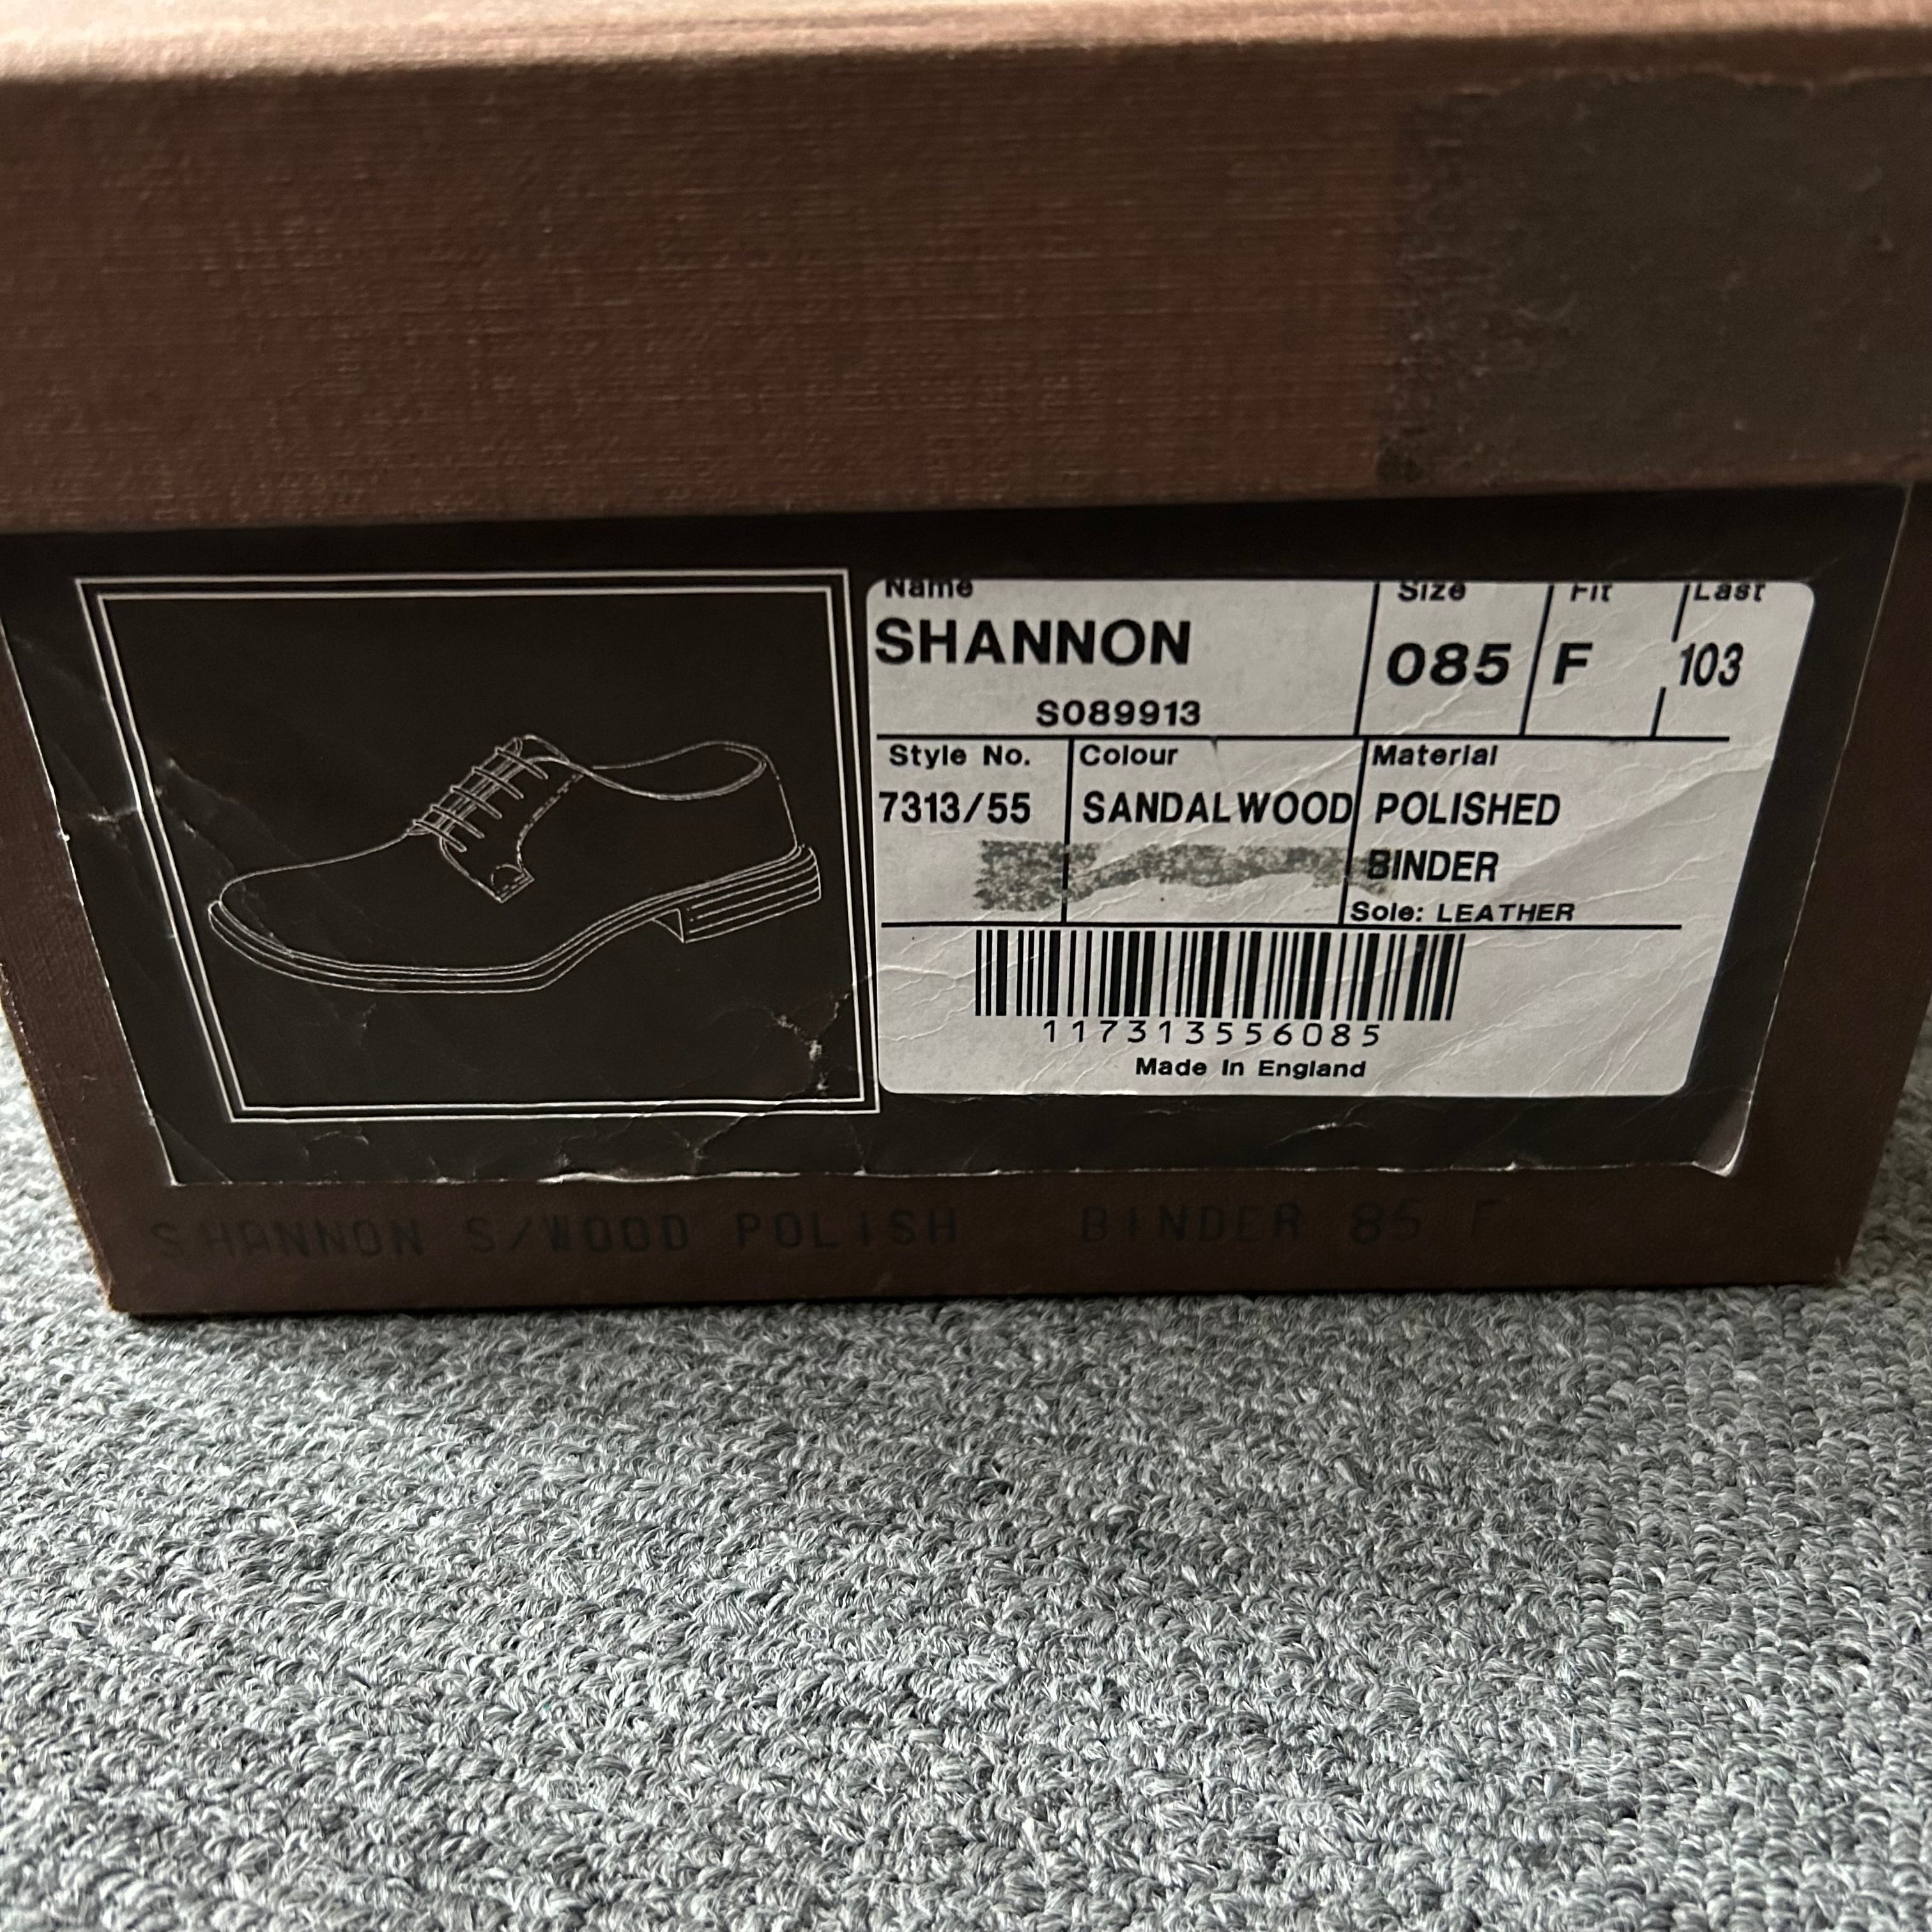 Name Size Fit Last
SHANNON 085 F 103
S089913
Style No. Colour Material
7313/55 SANDALWOOD POLISHED
BINDER
Sole: LEATHER
117313556085
Made In England
SHANNON S/WOOD POLISH BINDER 85 F